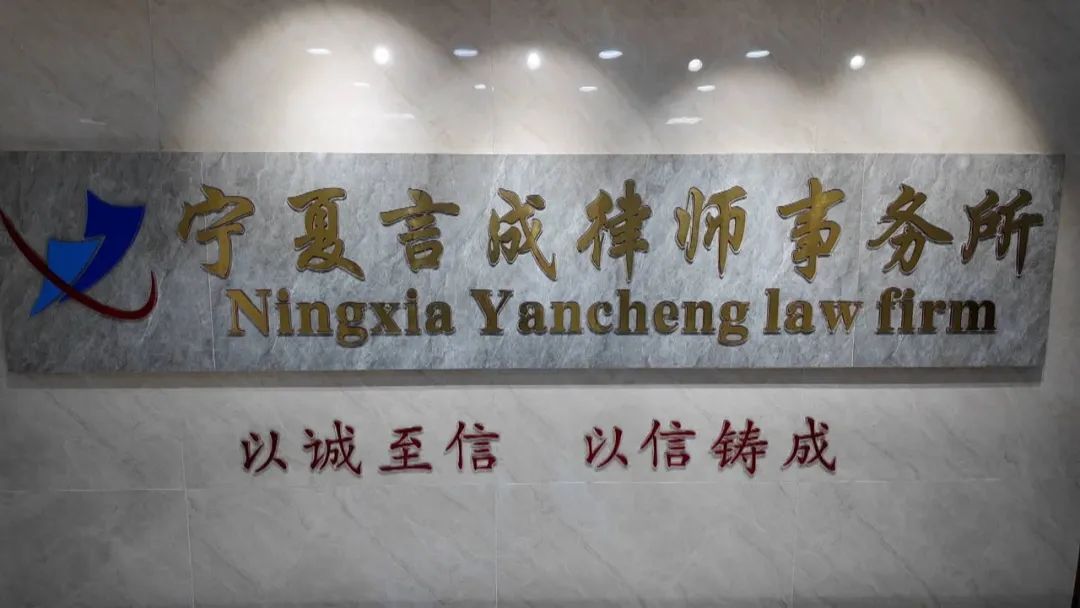 宁夏言成律师事务所
Ningxia Yancheng law firm
以诚至信 以信铸成